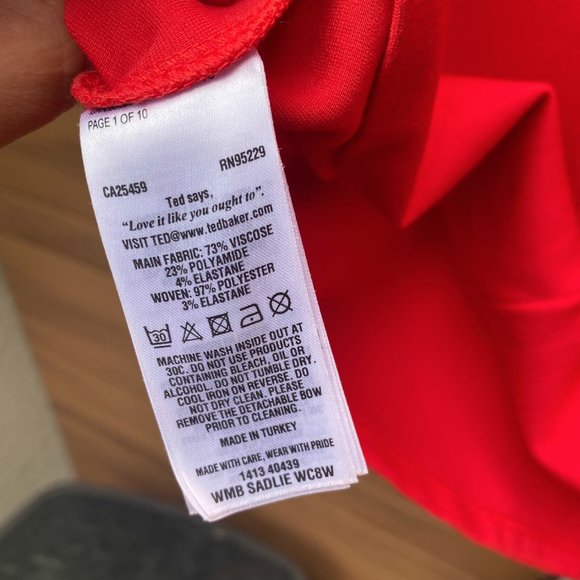 PAGE 1 OF 10
RN95229
CA25459
Ted says,
“Love it like you ought to”.
VISIT TED@www.tedbaker.com
MAIN FABRIC: 73% VISCOSE
23% POLYAMIDE
4% ELASTANE
WOVEN: 97% POLYESTER
3% ELASTANE
30
MACHINE WASH INSIDE OUT AT
30C. DO NOT USE PRODUCTS
CONTAINING BLEACH, OIL OR
ALCOHOL. DO NOT TUMBLE DRY.
COOL IRON ON REVERSE. DO
NOT DRY CLEAN. PLEASE
REMOVE THE DETACHABLE BOW
PRIOR TO CLEANING.
MADE IN TURKEY
MADE WITH CARE, WEAR WITH PRIDE
1413 40439
WMB SADLIE WC8W